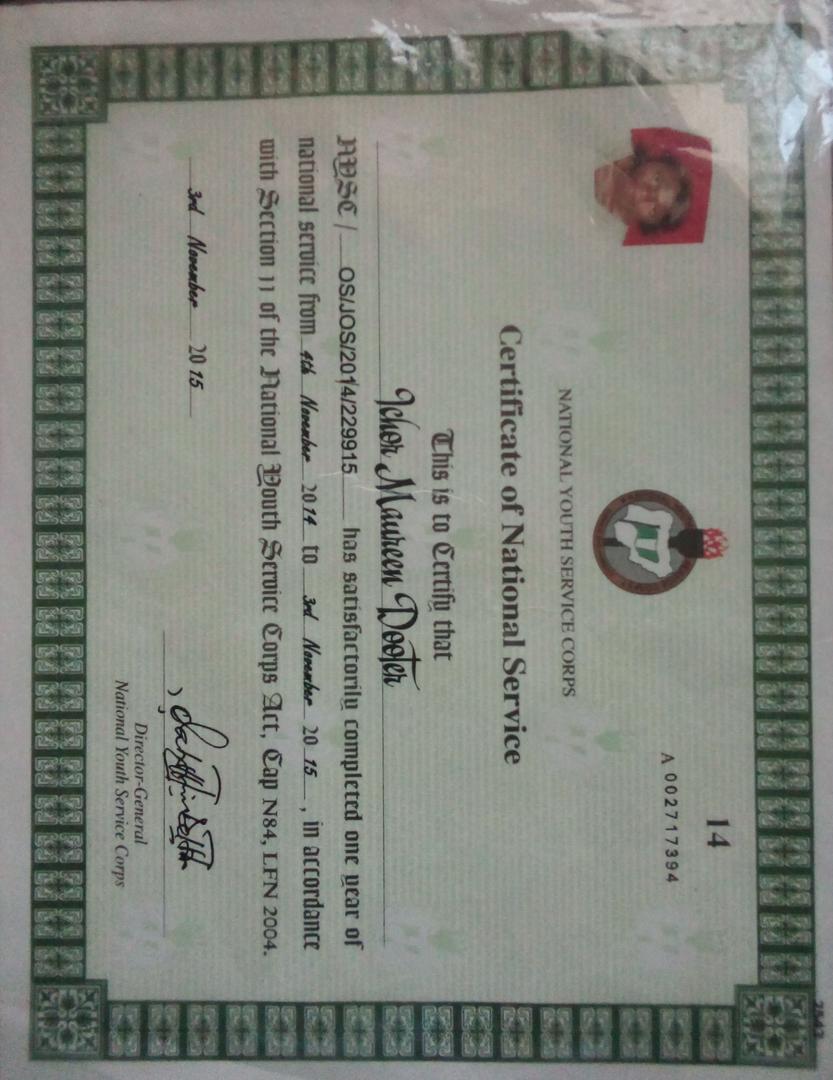 14
A 002717394
NATIONAL YOUTH SERVICE CORPS
Certificate of National Service
This is to Certify that
Ichor Maureen Dooter
NYSC / OS/JOS/2014/229915 has satisfactorily completed one year of
national service from 4th November 2014 to 3rd November 2015, in accordance
with Section 11 of the National Youth Service Corps Act, Cap N84, LFN 2004.
3rd November 2015
Director-General
National Youth Service Corps